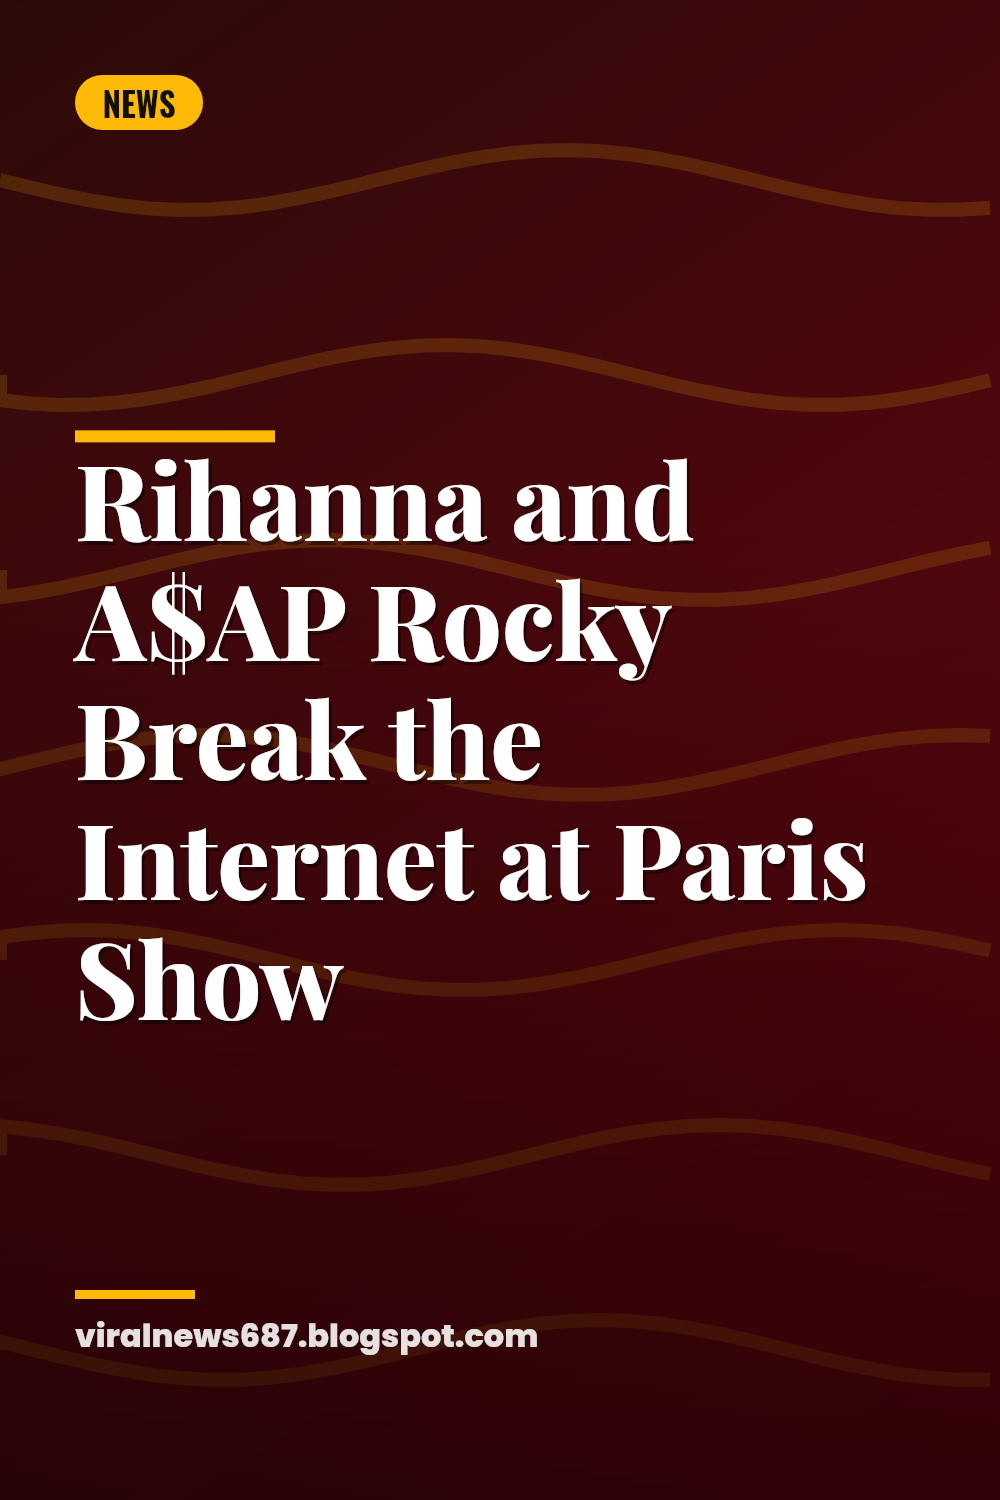 NEWS
Rihanna and
A$AP Rocky
Break the
Internet at Paris
Show
viralnews687.blogspot.com